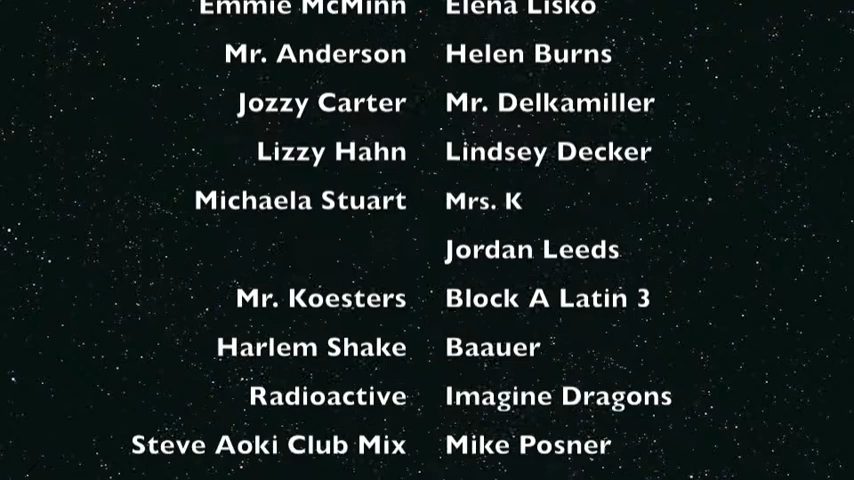 Emmie McMinn Elena Lisko
Mr. Anderson Helen Burns
Jozzy Carter Mr. Delkamiller
Lizzy Hahn Lindsey Decker
Michaela Stuart Mrs. K
Jordan Leeds
Mr. Koesters Block A Latin 3
Harlem Shake Baauer
Radioactive Imagine Dragons
Steve Aoki Club Mix Mike Posner